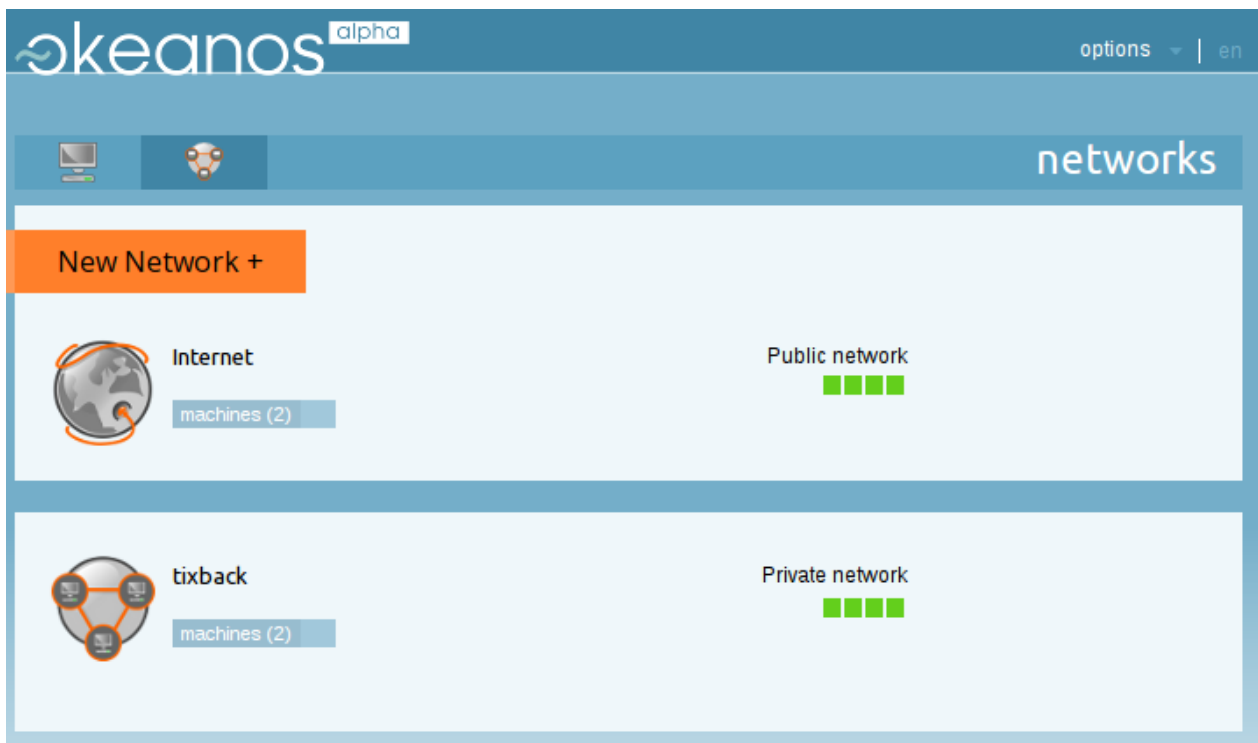 ~okeanos alpha
options | en
networks
New Network +
Internet
Public network
machines (2)
tixback
Private network
machines (2)